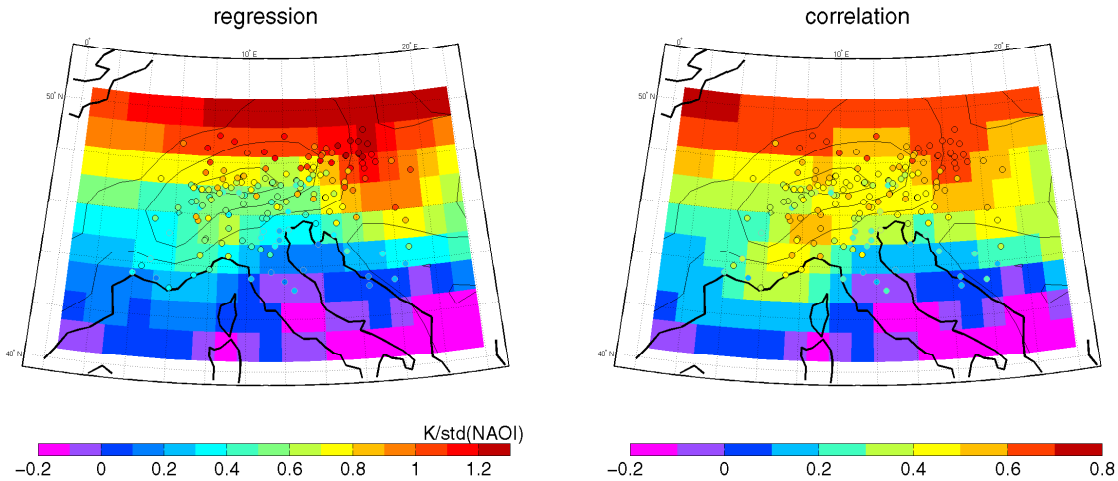 regression correlation
0° 10° E 20° E 0° 10° E 20° E
50° N 50° N
40° N 40° N
K/std(NAOI)
−0.2 0 0.2 0.4 0.6 0.8 1 1.2 −0.2 0 0.2 0.4 0.6 0.8